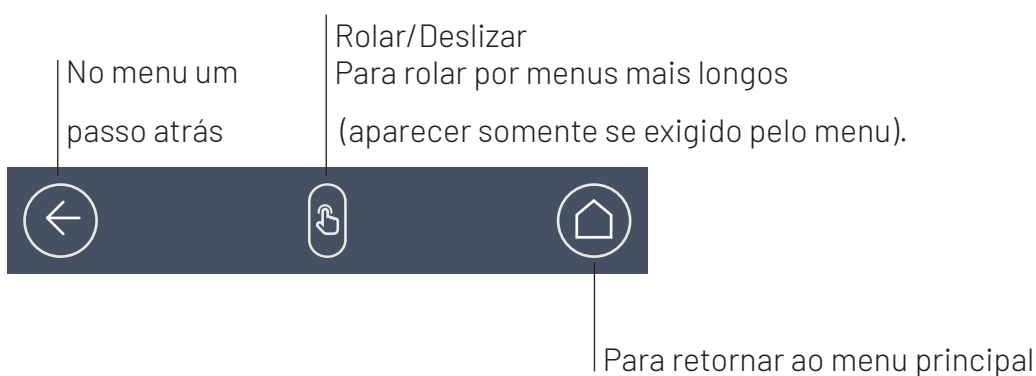 No menu um
passo atrás
Rolar/Deslizar
Para rolar por menus mais longos
(aparecer somente se exigido pelo menu).
Para retornar ao menu principal